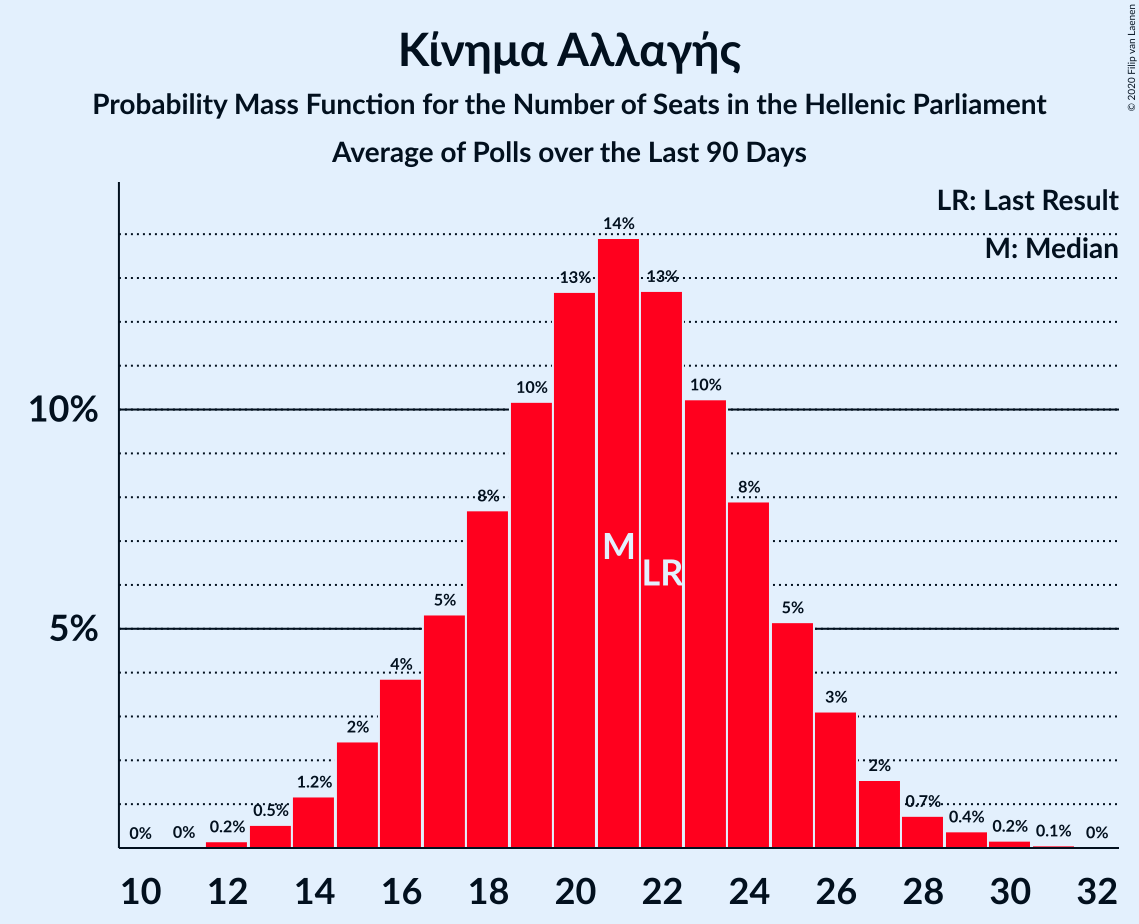 Κίνημα Αλλαγής
Probability Mass Function for the Number of Seats in the Hellenic Parliament
Average of Polls over the Last 90 Days
© 2020 Filip van Laenen
LR: Last Result
M: Median
10%
5%
0% 0% 0.2% 0.5% 1.2% 2% 4% 5% 8% 10% 13% 14% 13% 10% 8% 5% 3% 2% 0.7% 0.4% 0.2% 0.1% 0%
M
LR
10 12 14 16 18 20 22 24 26 28 30 32